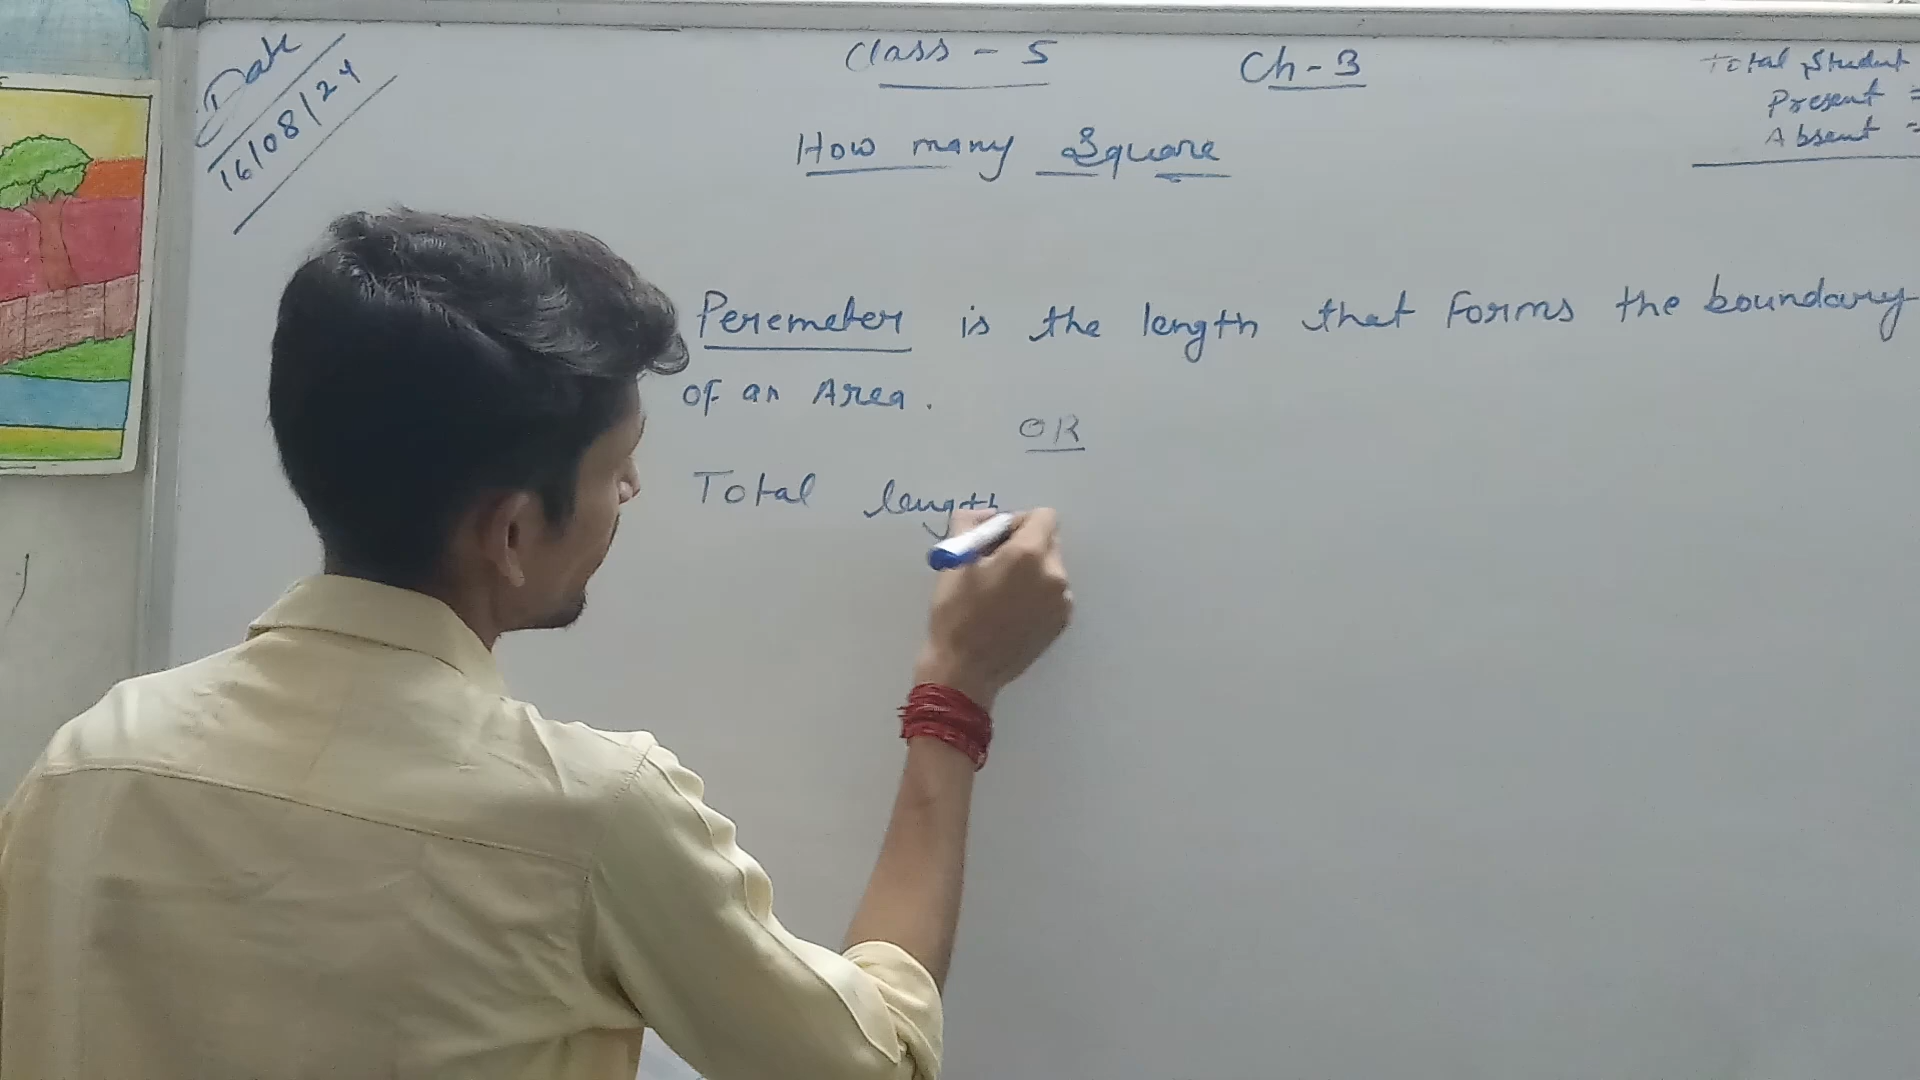 Date
16/08/24
Class - 5
Ch-3
Total Student
Present =
Absent =
How many Square
Peremeter is the length that Forms the boundary
of an Area.
OR
Total length